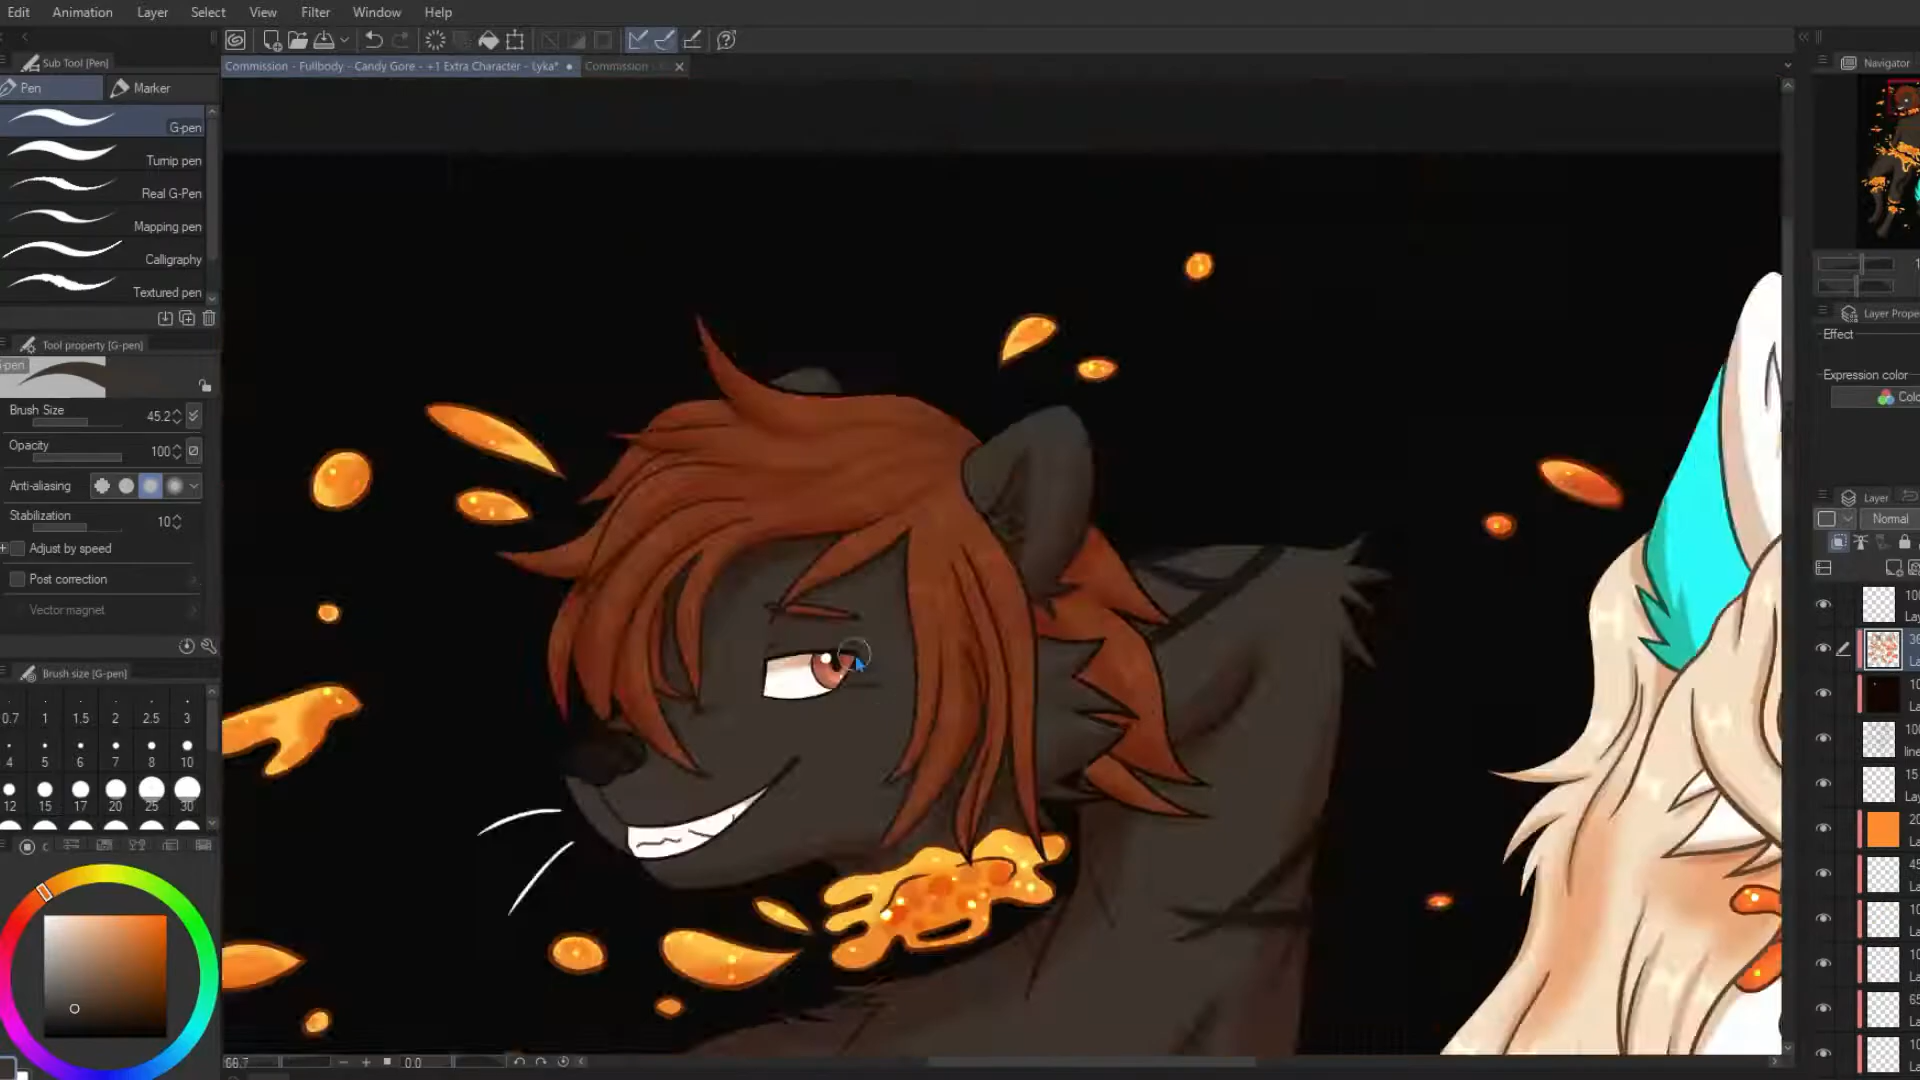 Edit Animation Layer Select View Filter Window Help
Sub Tool [Pen]
Commission - Fullbody - Candy Gore - +1 Extra Character - Lyka*
Commission
Navigator
Pen
Marker
G-pen
Turnip pen
Real G-Pen
Mapping pen
Calligraphy
Textured pen
Tool property [G-pen]
Brush Size 45.2
Opacity 100
Anti-aliasing
Stabilization 10
Adjust by speed
Post correction
Vector magnet
Brush size [G-pen]
0.7 1 1.5 2 2.5 3
4 5 6 7 8 10
12 15 17 20 25 30
Layer Prope
Effect
Expression color
Colo
Layer
Normal
0.0